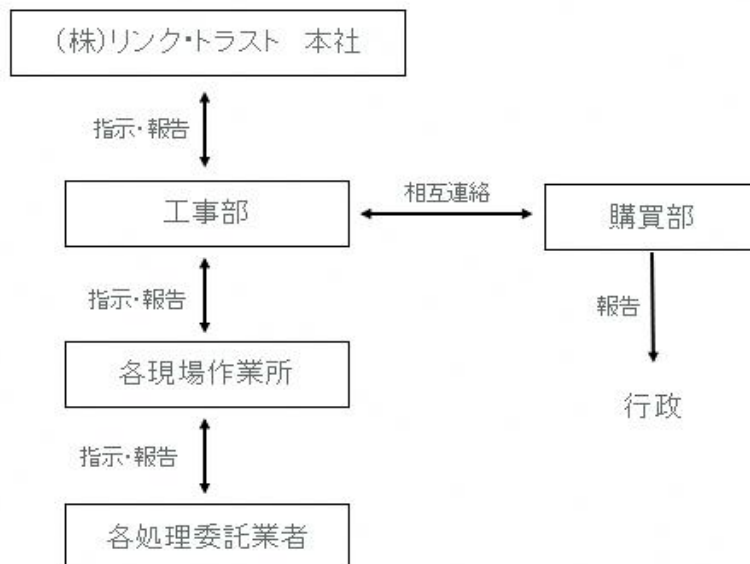 (株)リンク・トラスト 本社
指示・報告
工事部
相互連絡
購買部
指示・報告
報告
各現場作業所
行政
指示・報告
各処理委託業者